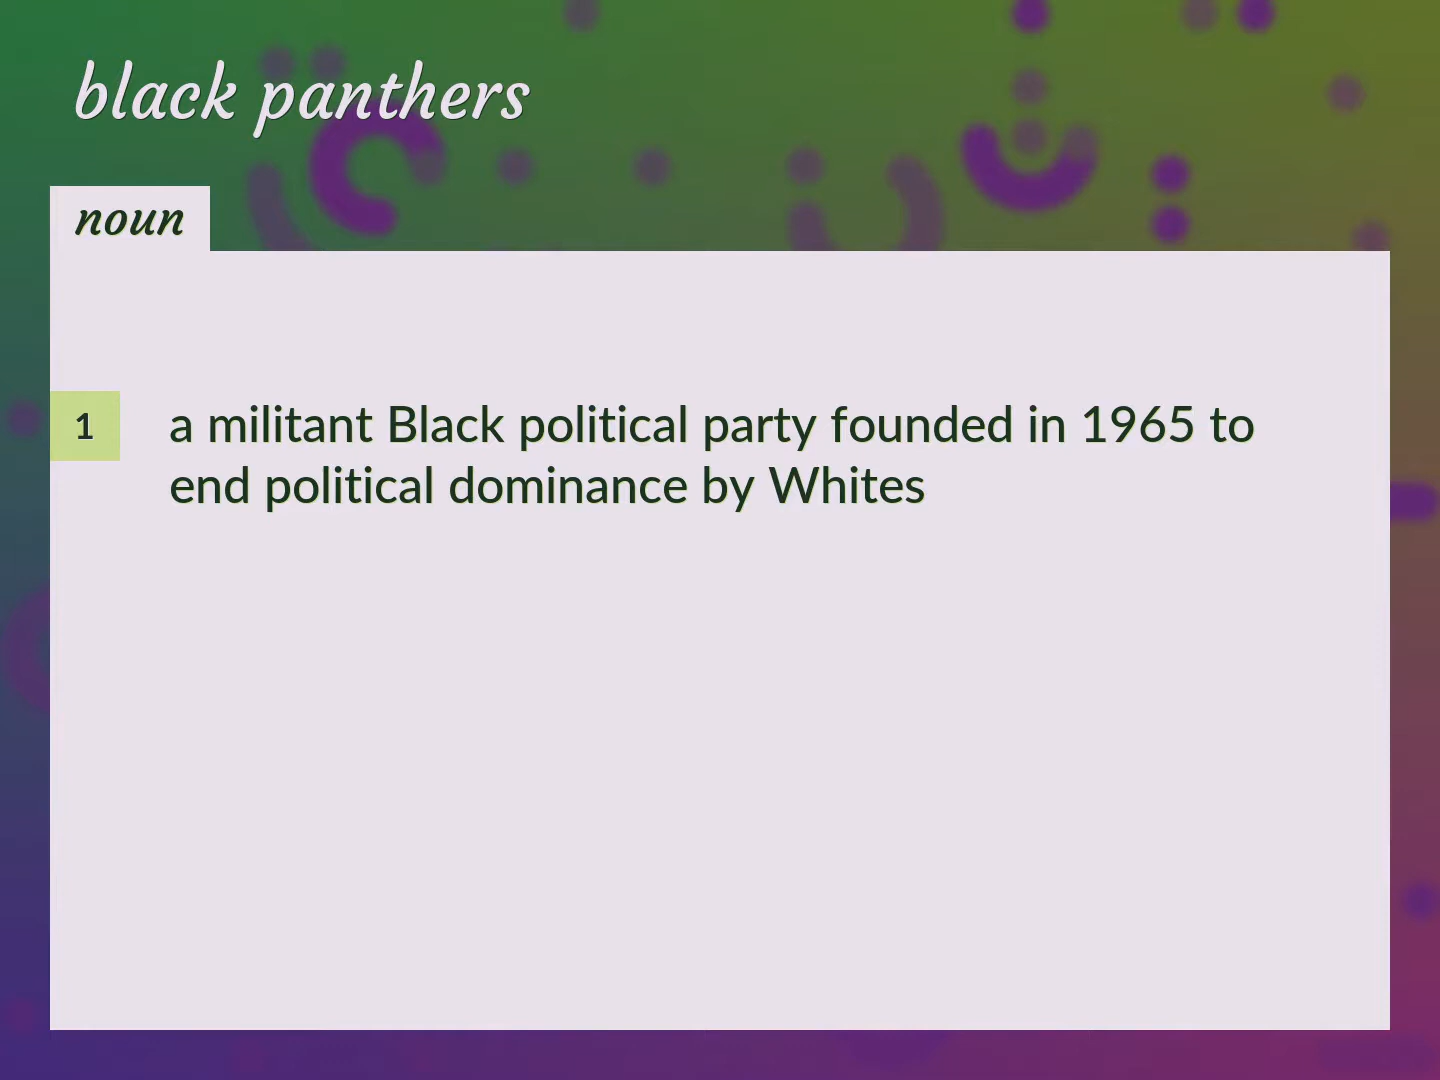 black panthers
noun
1
a militant Black political party founded in 1965 to
end political dominance by Whites